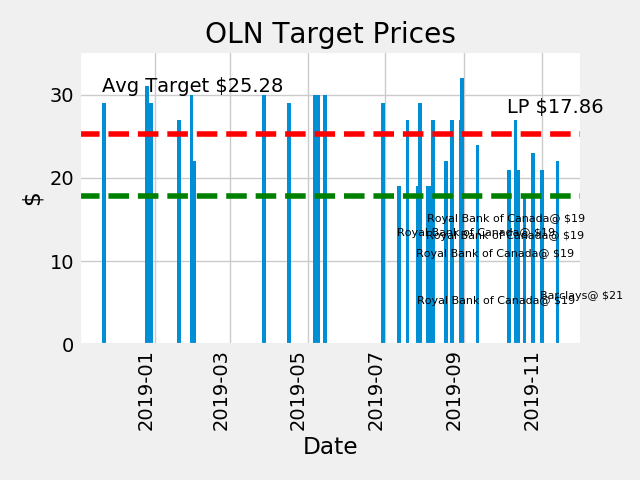 OLN Target Prices
Avg Target $25.28
LP $17.86
$
30
20
10
0
Royal Bank of Canada@ $19
Royal Bank of Canada@ $19
Royal Bank of Canada@ $19
Royal Bank of Canada@ $19
Royal Bank of Canada@ $19
Barclays@ $21
2019-01
2019-03
2019-05
2019-07
2019-09
2019-11
Date